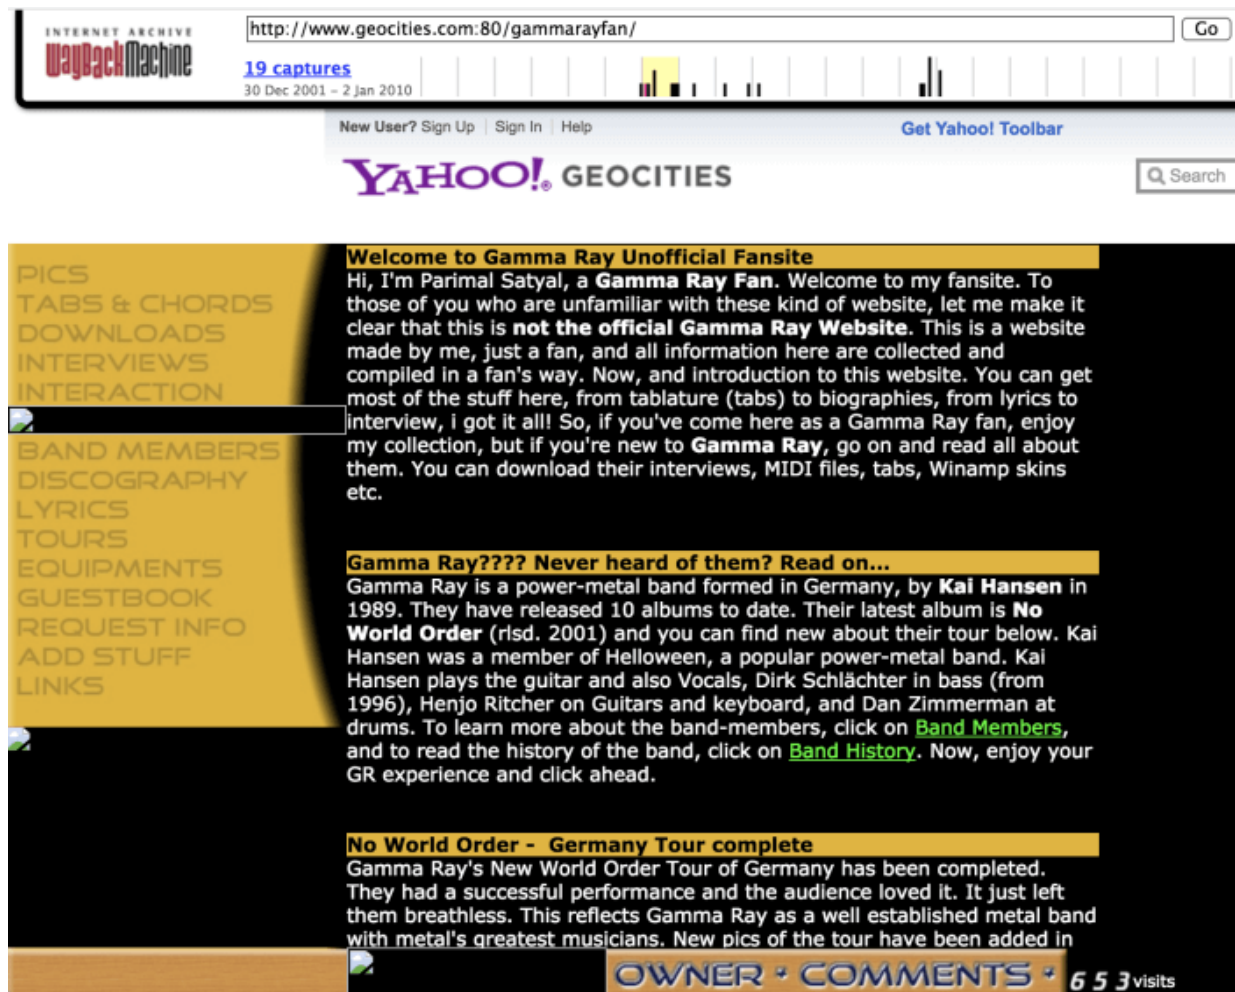 INTERNET ARCHIVE
WayBackMachine
http://www.geocities.com:80/gammarayfan/
Go
19 captures
30 Dec 2001 – 2 Jan 2010
New User? Sign Up Sign In Help
Get Yahoo! Toolbar
YAHOO!® GEOCITIES
Search
PICS
TABS & CHORDS
DOWNLOADS
INTERVIEWS
INTERACTION
BAND MEMBERS
DISCOGRAPHY
LYRICS
TOURS
EQUIPMENTS
GUESTBOOK
REQUEST INFO
ADD STUFF
LINKS
Welcome to Gamma Ray Unofficial Fansite
Hi, I'm Parimal Satyal, a Gamma Ray Fan. Welcome to my fansite. To
those of you who are unfamiliar with these kind of website, let me make it
clear that this is not the official Gamma Ray Website. This is a website
made by me, just a fan, and all information here are collected and
compiled in a fan's way. Now, and introduction to this website. You can get
most of the stuff here, from tablature (tabs) to biographies, from lyrics to
interview, i got it all! So, if you've come here as a Gamma Ray fan, enjoy
my collection, but if you're new to Gamma Ray, go on and read all about
them. You can download their interviews, MIDI files, tabs, Winamp skins
etc.
Gamma Ray???? Never heard of them? Read on...
Gamma Ray is a power-metal band formed in Germany, by Kai Hansen in
1989. They have released 10 albums to date. Their latest album is No
World Order (rlsd. 2001) and you can find new about their tour below. Kai
Hansen was a member of Helloween, a popular power-metal band. Kai
Hansen plays the guitar and also Vocals, Dirk Schlächter in bass (from
1996), Henjo Ritcher on Guitars and keyboard, and Dan Zimmerman at
drums. To learn more about the band-members, click on Band Members,
and to read the history of the band, click on Band History. Now, enjoy your
GR experience and click ahead.
No World Order - Germany Tour complete
Gamma Ray's New World Order Tour of Germany has been completed.
They had a successful performance and the audience loved it. It just left
them breathless. This reflects Gamma Ray as a well established metal band
with metal's greatest musicians. New pics of the tour have been added in
OWNER * COMMENTS *
653 visits